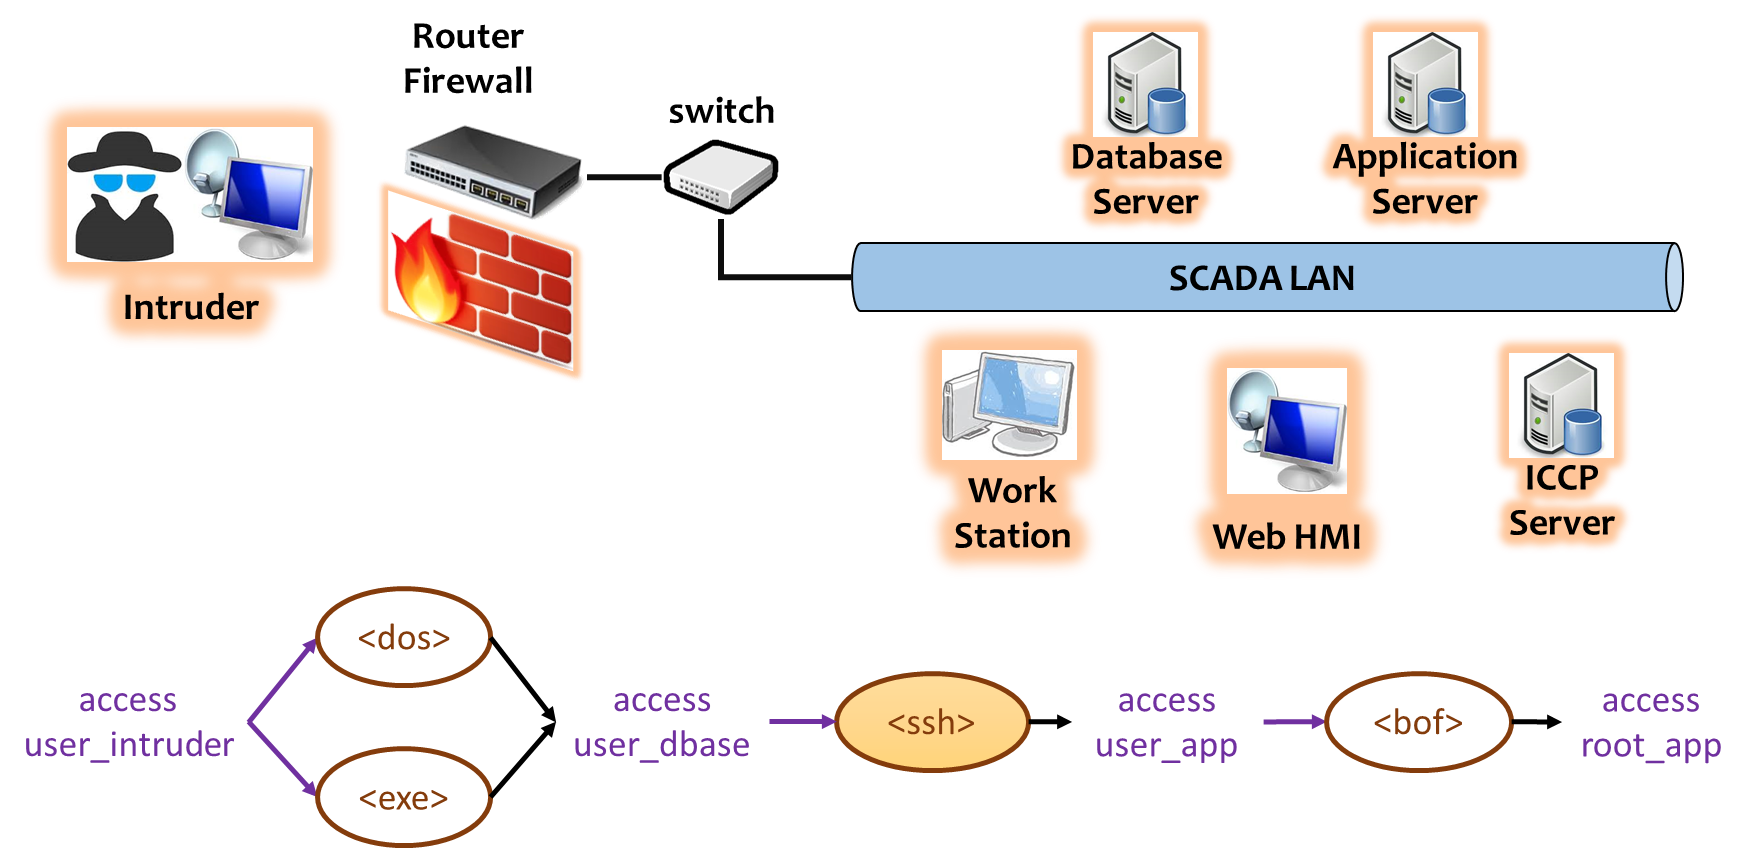 Router
Firewall
switch
Database
Server
Application
Server
Intruder
SCADA LAN
Work
Station
Web HMI
ICCP
Server
<dos>
access
user_intruder
<exe>
access
user_dbase
<ssh>
access
user_app
<bof>
access
root_app